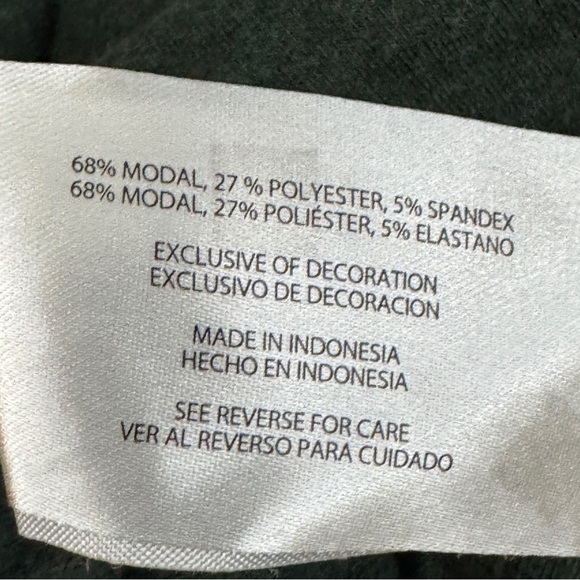 68% MODAL, 27 % POLYESTER, 5% SPANDEX
68% MODAL, 27% POLIÉSTER, 5% ELASTANO
EXCLUSIVE OF DECORATION
EXCLUSIVO DE DECORACION
MADE IN INDONESIA
HECHO EN INDONESIA
SEE REVERSE FOR CARE
VER AL REVERSO PARA CUIDADO